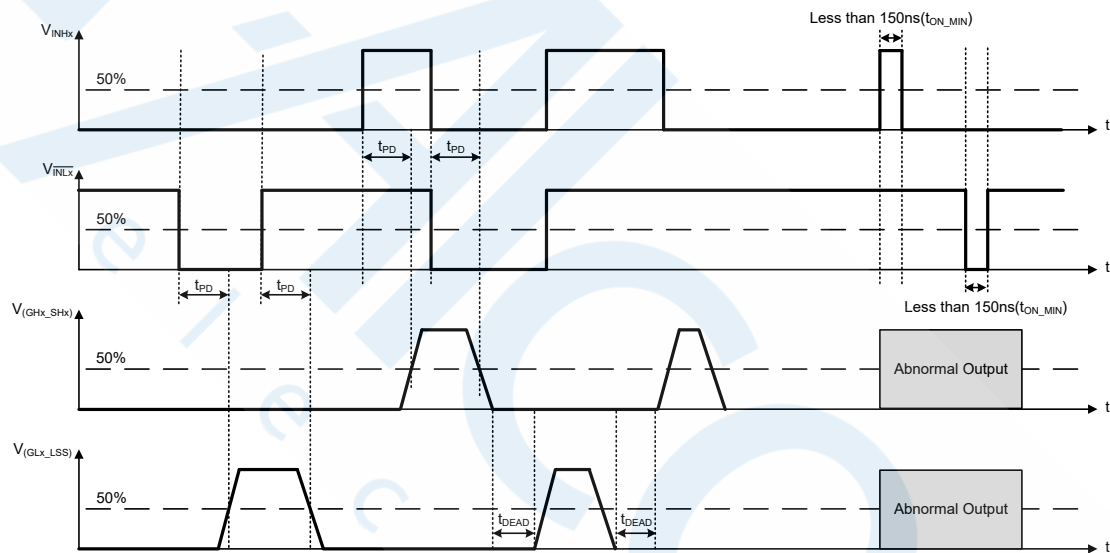 Less than 150ns(tON_MIN)
VINHx
50%
t
tPD
tPD
VINLx
50%
t
tPD
tPD
Less than 150ns(tON_MIN)
V(GHx_SHx)
50%
Abnormal Output
t
V(GLx_LSS)
50%
tDEAD
tDEAD
Abnormal Output
t
e l e c